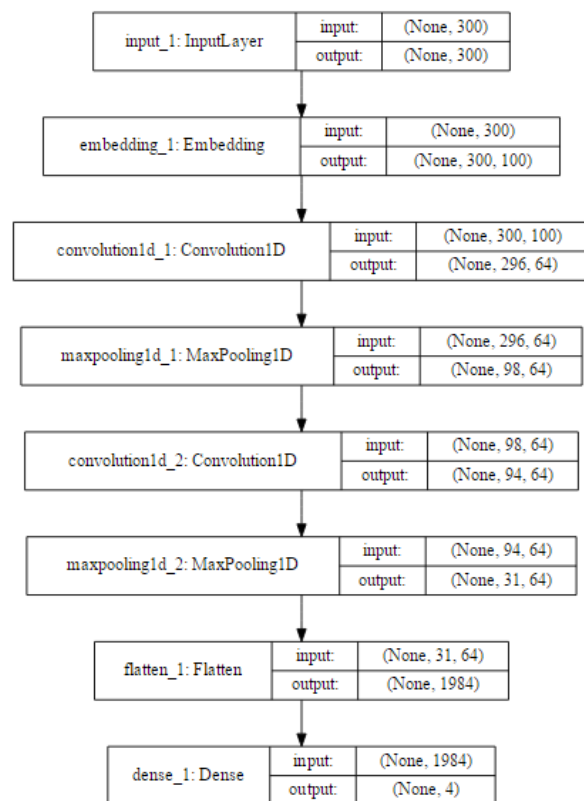 input_1: InputLayer
input: (None, 300)
output: (None, 300)
embedding_1: Embedding
input: (None, 300)
output: (None, 300, 100)
convolution1d_1: Convolution1D
input: (None, 300, 100)
output: (None, 296, 64)
maxpooling1d_1: MaxPooling1D
input: (None, 296, 64)
output: (None, 98, 64)
convolution1d_2: Convolution1D
input: (None, 98, 64)
output: (None, 94, 64)
maxpooling1d_2: MaxPooling1D
input: (None, 94, 64)
output: (None, 31, 64)
flatten_1: Flatten
input: (None, 31, 64)
output: (None, 1984)
dense_1: Dense
input: (None, 1984)
output: (None, 4)